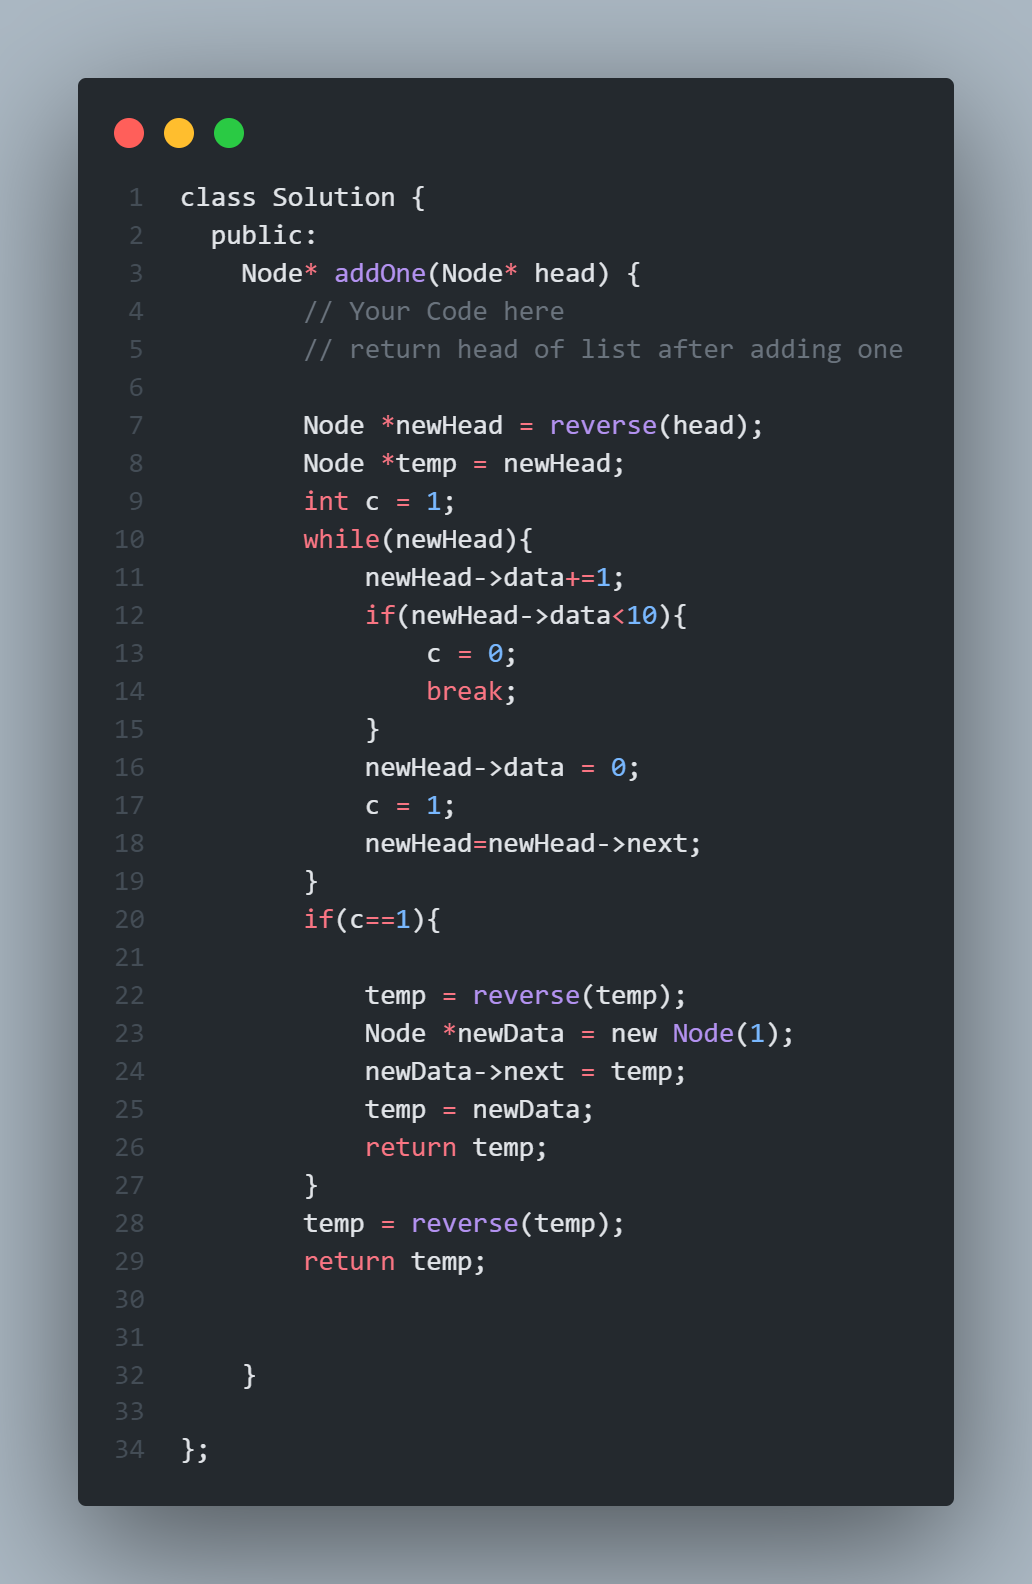 1 class Solution {
2   public:
3     Node* addOne(Node* head) {
4         // Your Code here
5         // return head of list after adding one
6
7         Node *newHead = reverse(head);
8         Node *temp = newHead;
9         int c = 1;
10         while(newHead){
11             newHead->data+=1;
12             if(newHead->data<10){
13                 c = 0;
14                 break;
15             }
16             newHead->data = 0;
17             c = 1;
18             newHead=newHead->next;
19         }
20         if(c==1){
21
22             temp = reverse(temp);
23             Node *newData = new Node(1);
24             newData->next = temp;
25             temp = newData;
26             return temp;
27         }
28         temp = reverse(temp);
29         return temp;
30
31
32     }
33
34 };